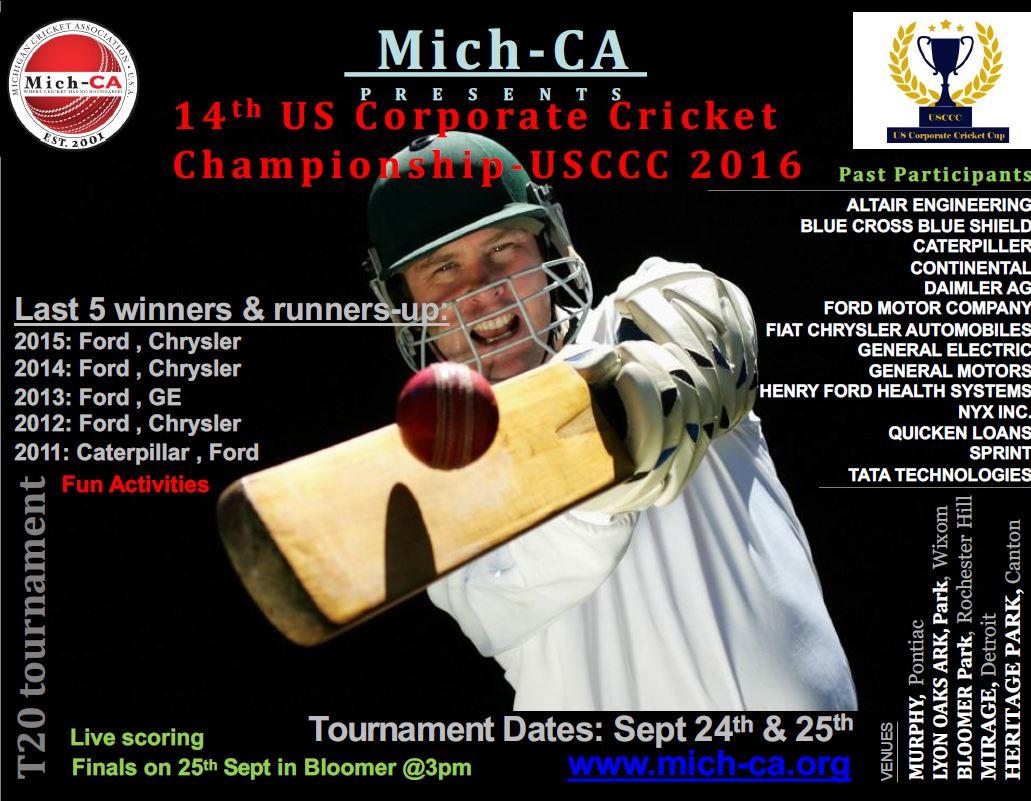 MICHIGAN CRICKET ASSOCIATION • U.S.A.
Mich-CA
WHERE CRICKET HAS NO BOUNDARIES
EST. 2001
Mich-CA
PRESENTS
14th US Corporate Cricket
Championship-USCCC 2016
USCCC
US Corporate Cricket Cup
Past Participants
ALTAIR ENGINEERING
BLUE CROSS BLUE SHIELD
CATERPILLER
CONTINENTAL
DAIMLER AG
FORD MOTOR COMPANY
FIAT CHRYSLER AUTOMOBILES
GENERAL ELECTRIC
GENERAL MOTORS
HENRY FORD HEALTH SYSTEMS
NYX INC.
QUICKEN LOANS
SPRINT
TATA TECHNOLOGIES
Last 5 winners & runners-up:
2015: Ford , Chrysler
2014: Ford , Chrysler
2013: Ford , GE
2012: Ford , Chrysler
2011: Caterpillar , Ford
Fun Activities
T20 tournament
Live scoring
Finals on 25th Sept in Bloomer @3pm
Tournament Dates: Sept 24th & 25th
www.mich-ca.org
VENUES
MURPHY, Pontiac
LYON OAKS ARK, Park, Wixom
BLOOMER Park, Rochester Hill
MIRAGE, Detroit
HERITAGE PARK, Canton